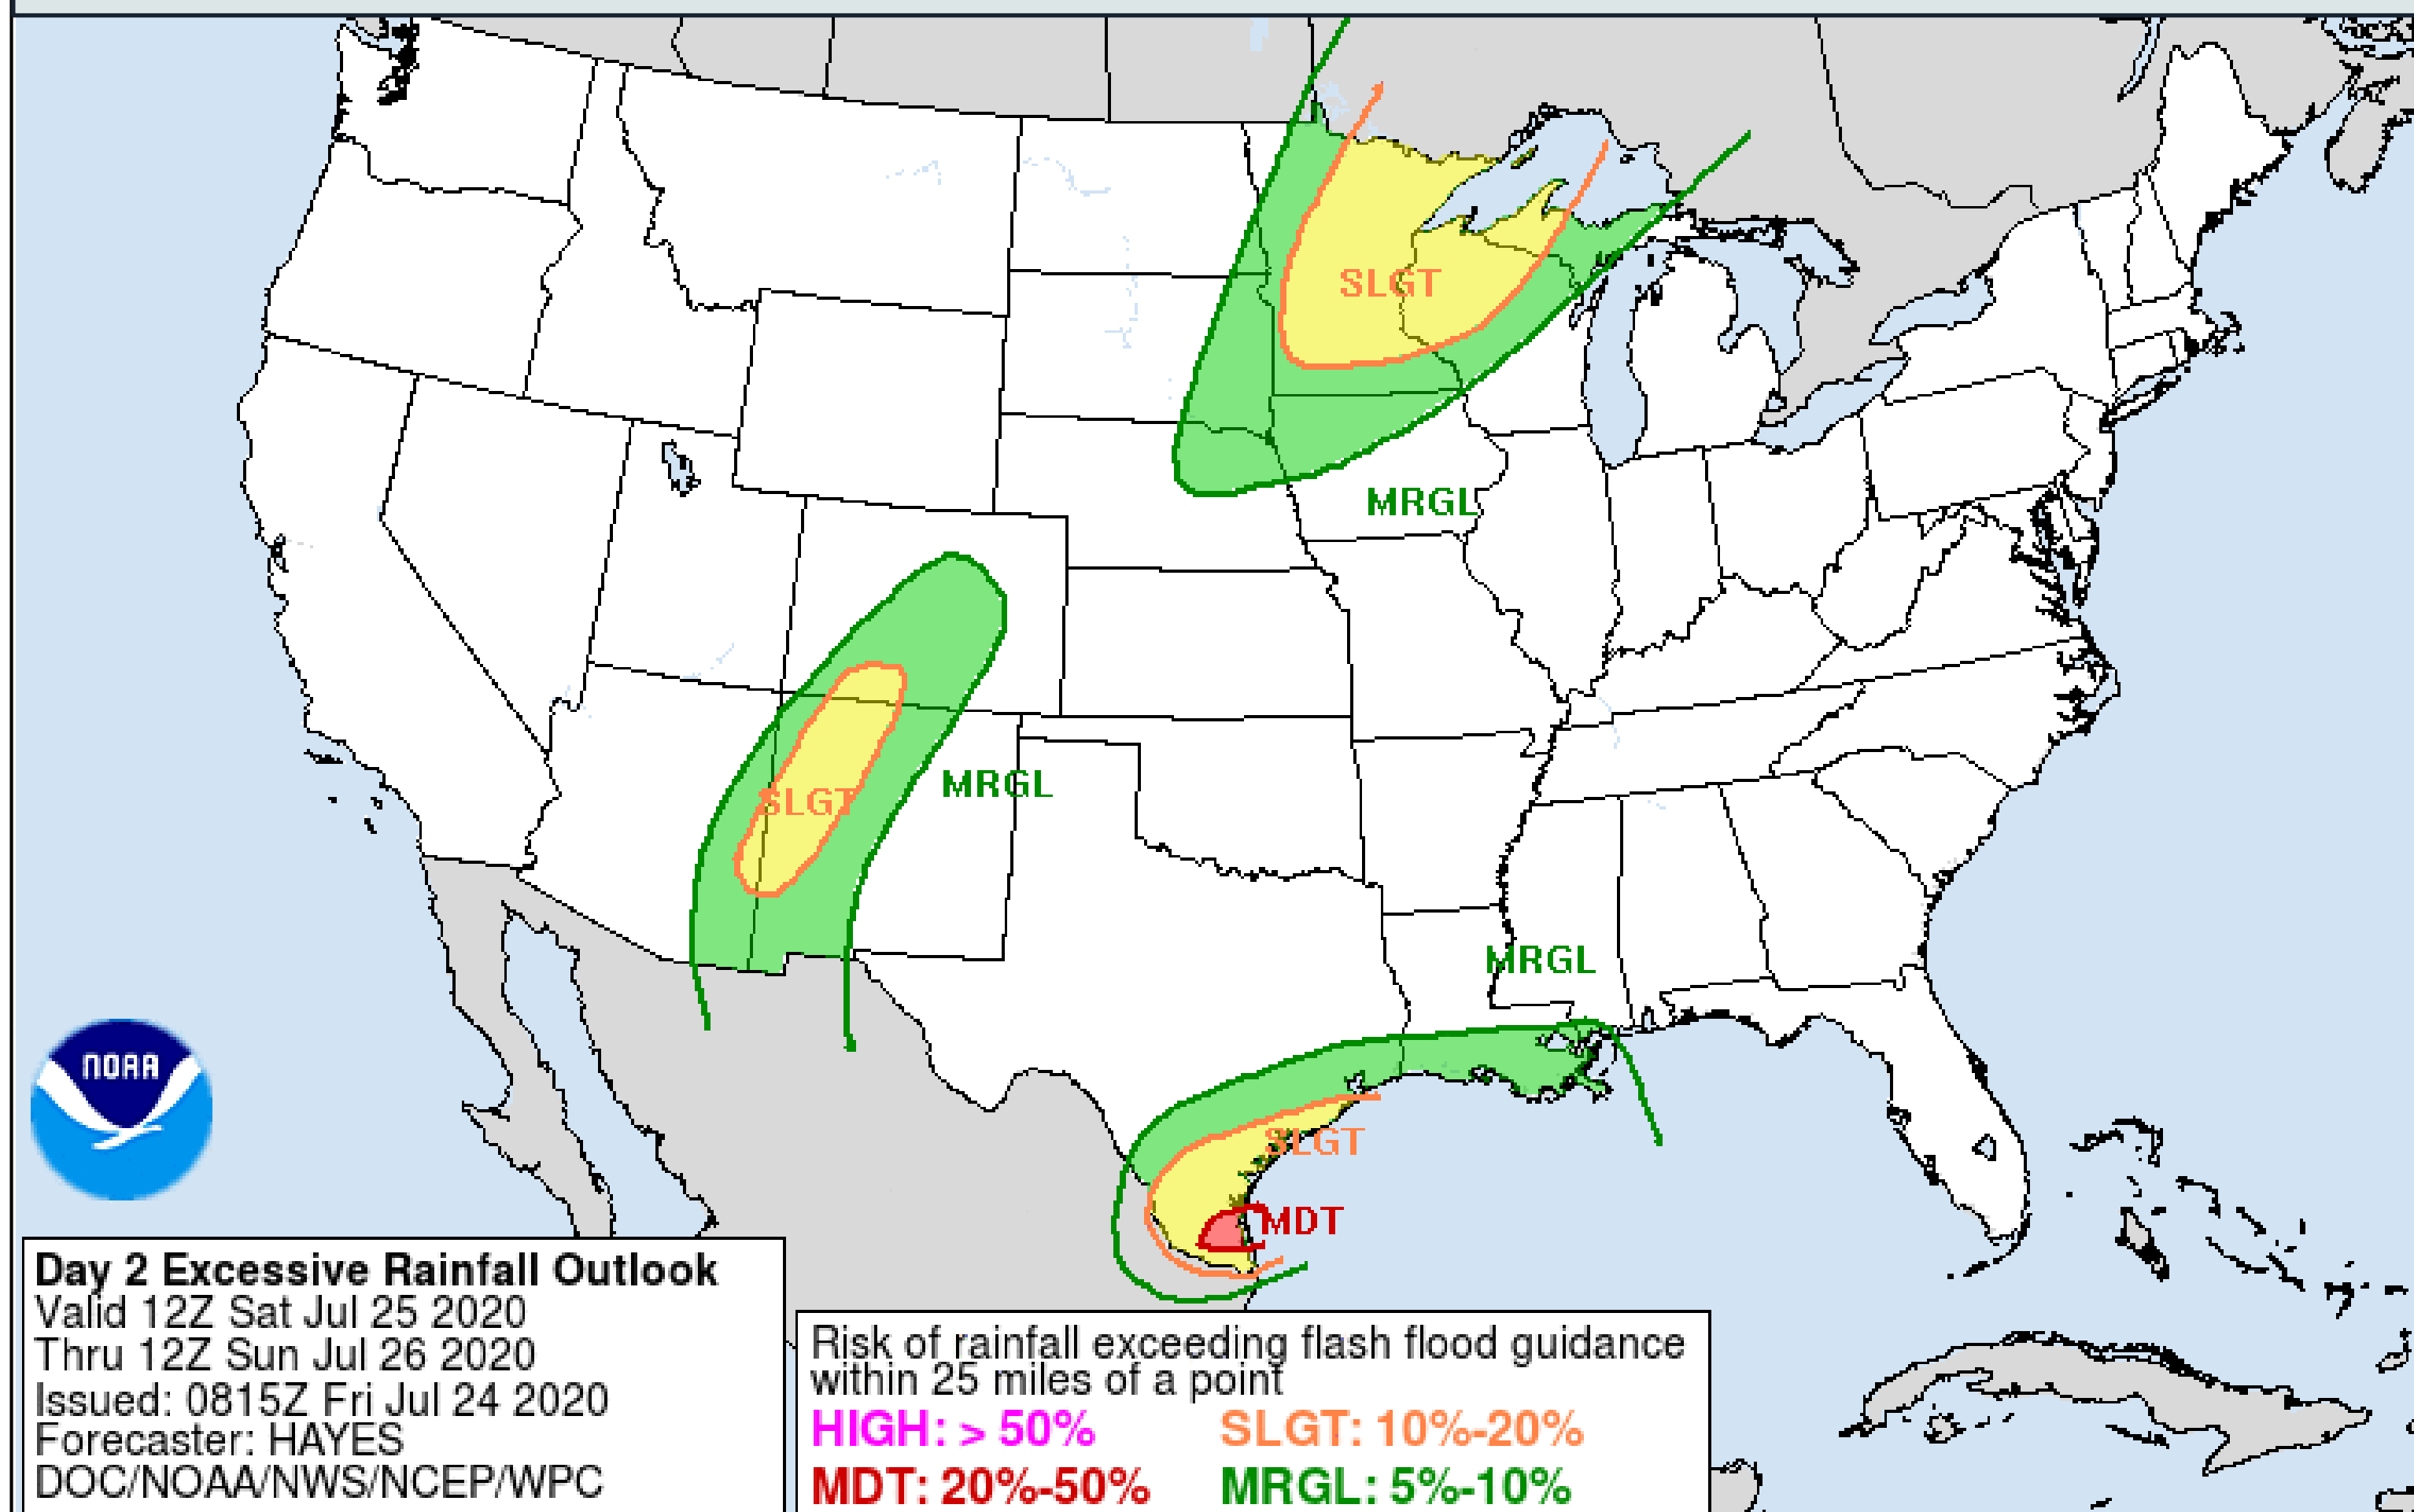 SLGT
MRGL
MRGL
SLGT
MRGL
SLGT
MDT
NOAA
Day 2 Excessive Rainfall Outlook
Valid 12Z Sat Jul 25 2020
Thru 12Z Sun Jul 26 2020
Issued: 0815Z Fri Jul 24 2020
Forecaster: HAYES
DOC/NOAA/NWS/NCEP/WPC
Risk of rainfall exceeding flash flood guidance
within 25 miles of a point
HIGH: > 50% SLGT: 10%-20%
MDT: 20%-50% MRGL: 5%-10%